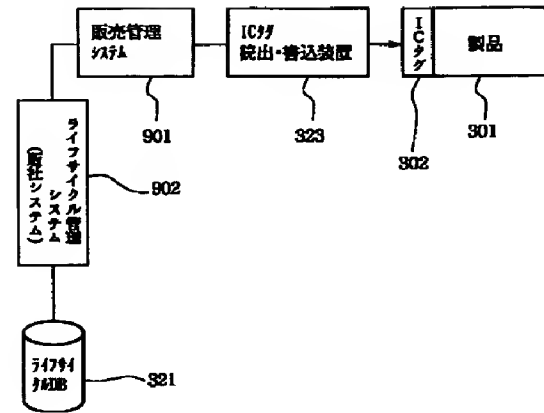 販売管理
システム
ICタグ
読出・書込装置
ICタグ
製品
901
323
302
301
ライフサイクル管理
システム
(販社システム)
902
ライフサイ
クルDB
321